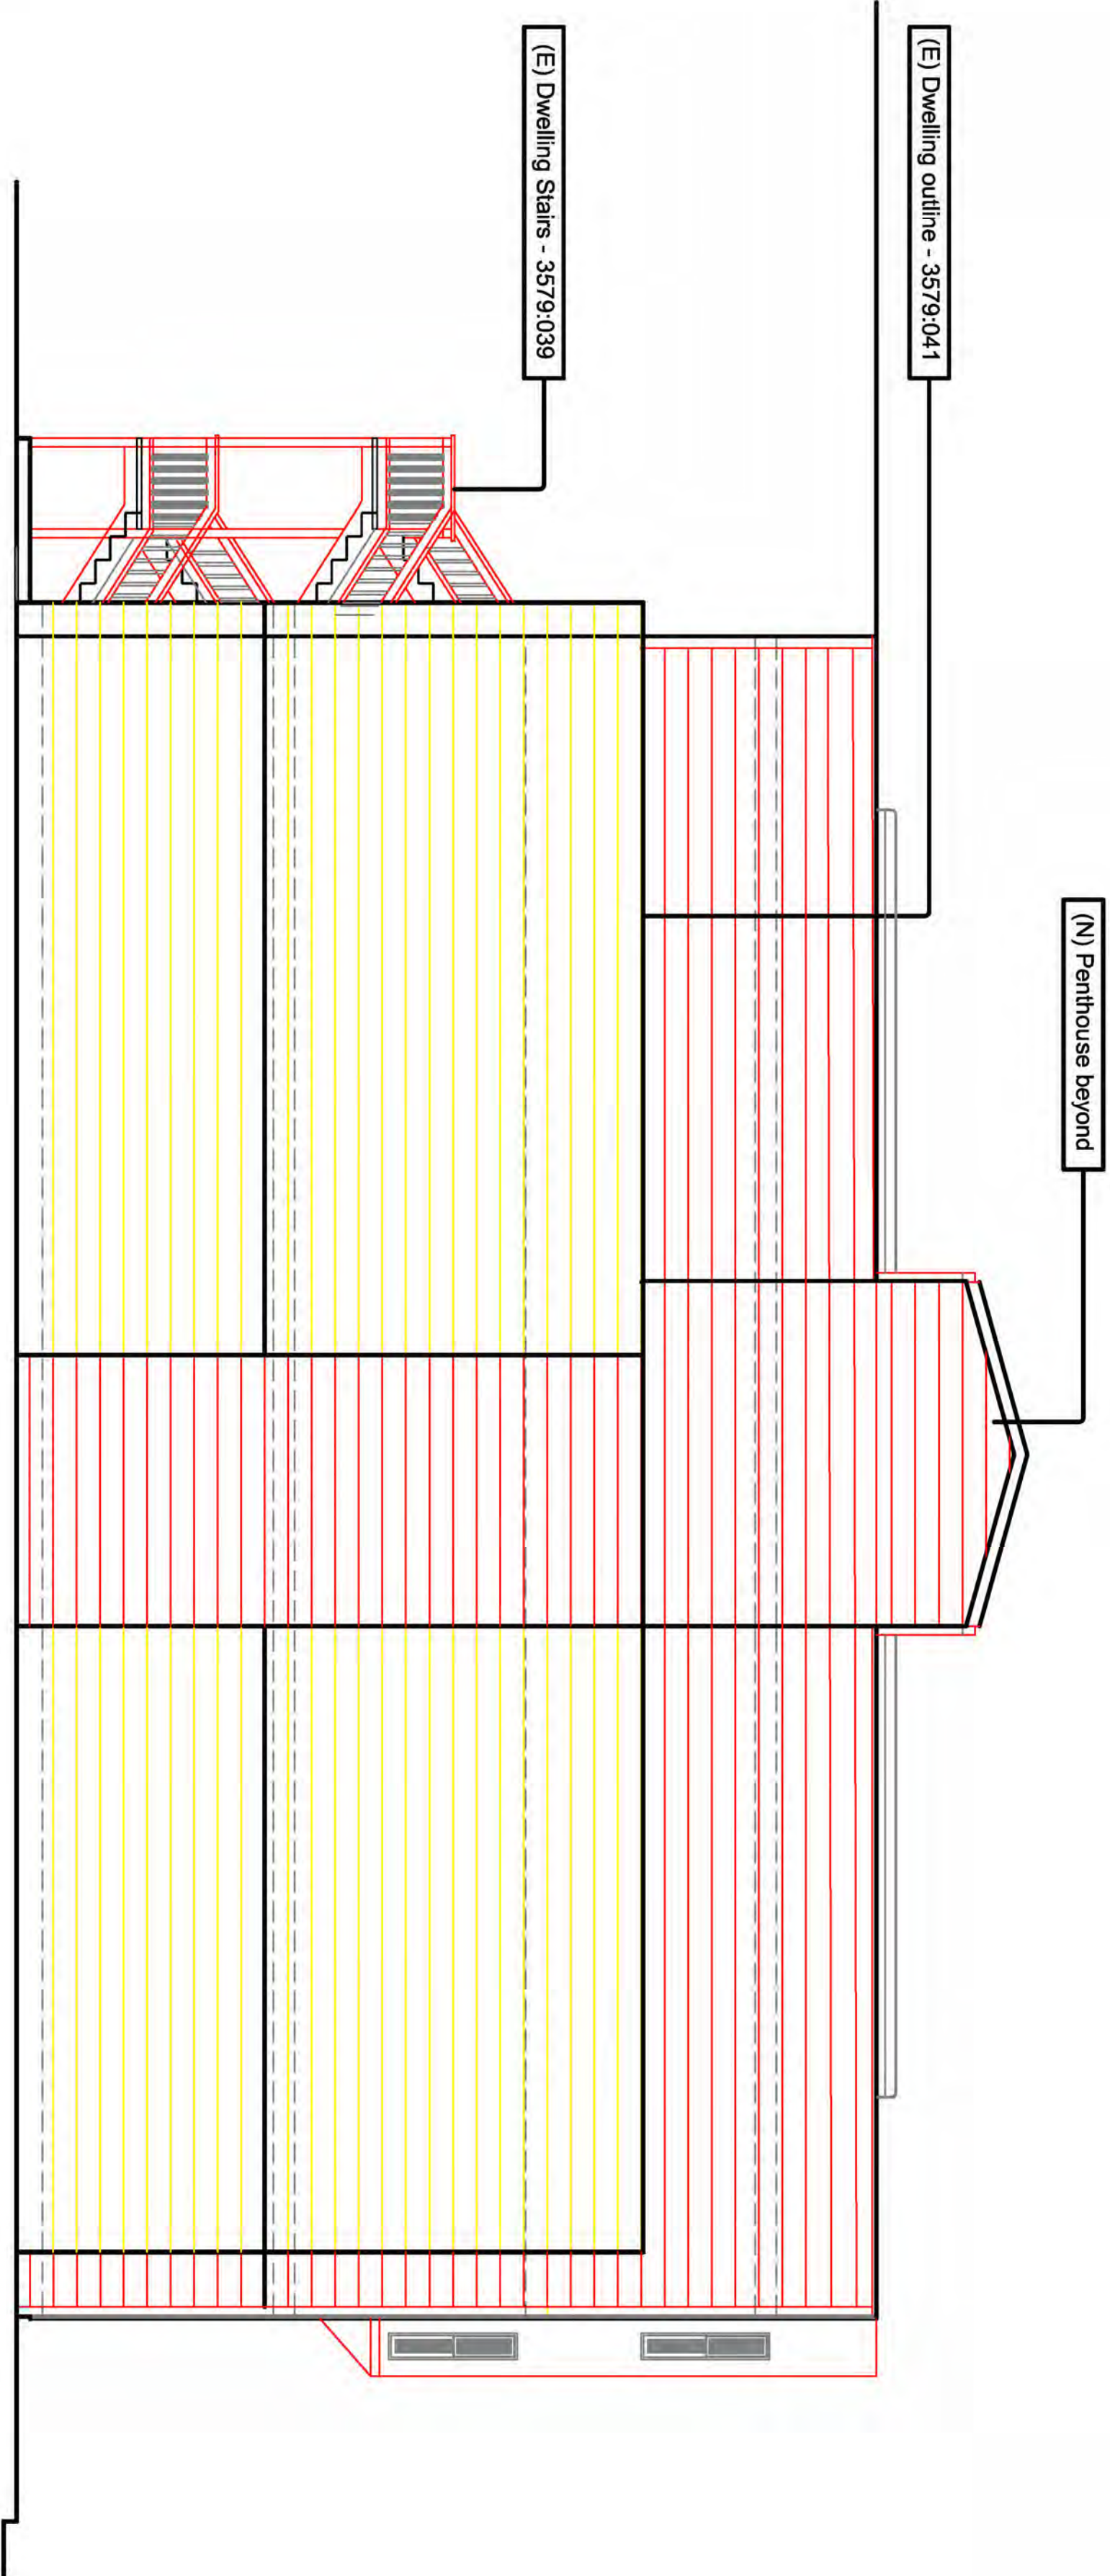 (E) Dwelling Stairs - 3579:039
(E) Dwelling outline - 3579:041
(N) Penthouse beyond